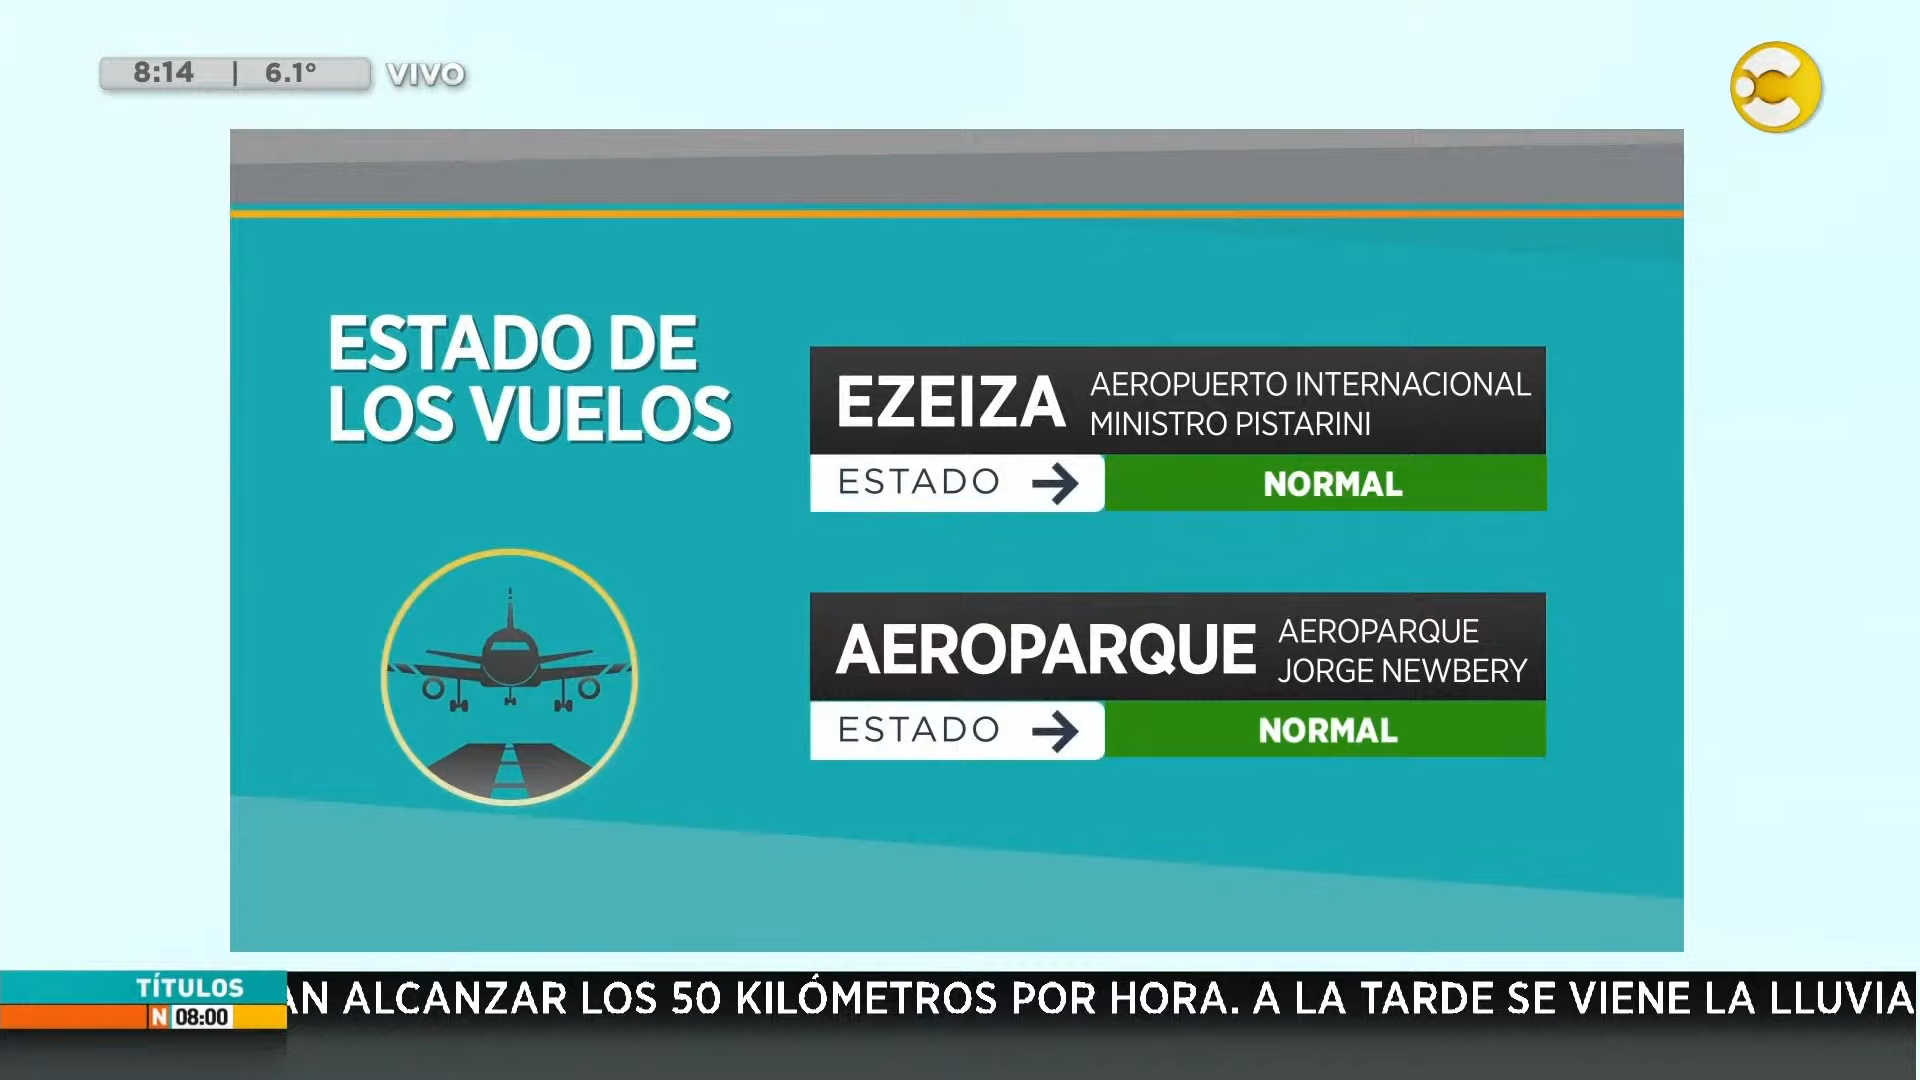 8:14 | 6.1° VIVO
ESTADO DE
LOS VUELOS
EZEIZA
AEROPUERTO INTERNACIONAL
MINISTRO PISTARINI
ESTADO → NORMAL
AEROPARQUE
AEROPARQUE
JORGE NEWBERY
ESTADO → NORMAL
TÍTULOS
N 08:00
AN ALCANZAR LOS 50 KILÓMETROS POR HORA. A LA TARDE SE VIENE LA LLUVIA